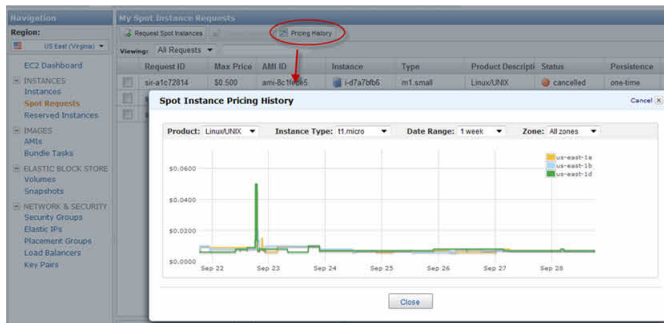 Navigation
Region:
US East (Virginia)
EC2 Dashboard
INSTANCES
Instances
Spot Requests
Reserved Instances
IMAGES
AMIs
Bundle Tasks
ELASTIC BLOCK STORE
Volumes
Snapshots
NETWORK & SECURITY
Security Groups
Elastic IPs
Placement Groups
Load Balancers
Key Pairs
My Spot Instance Requests
Request Spot Instances Pricing History
Viewing: All Requests
Request ID Max Price AMI ID Instance Type Product Descripti Status Persistence
sir-a1c72814 $0.500 i-d7a7bfb6 m1.small Linux/UNIX cancelled one-time
Spot Instance Pricing History Cancel
Product: Linux/UNIX Instance Type: t1.micro Date Range: 1 week Zone: All zones
us-east-1a
us-east-1b
us-east-1d
$0.0600
$0.0400
$0.0200
$0.0000
Sep 22 Sep 23 Sep 24 Sep 25 Sep 26 Sep 27 Sep 28
Close